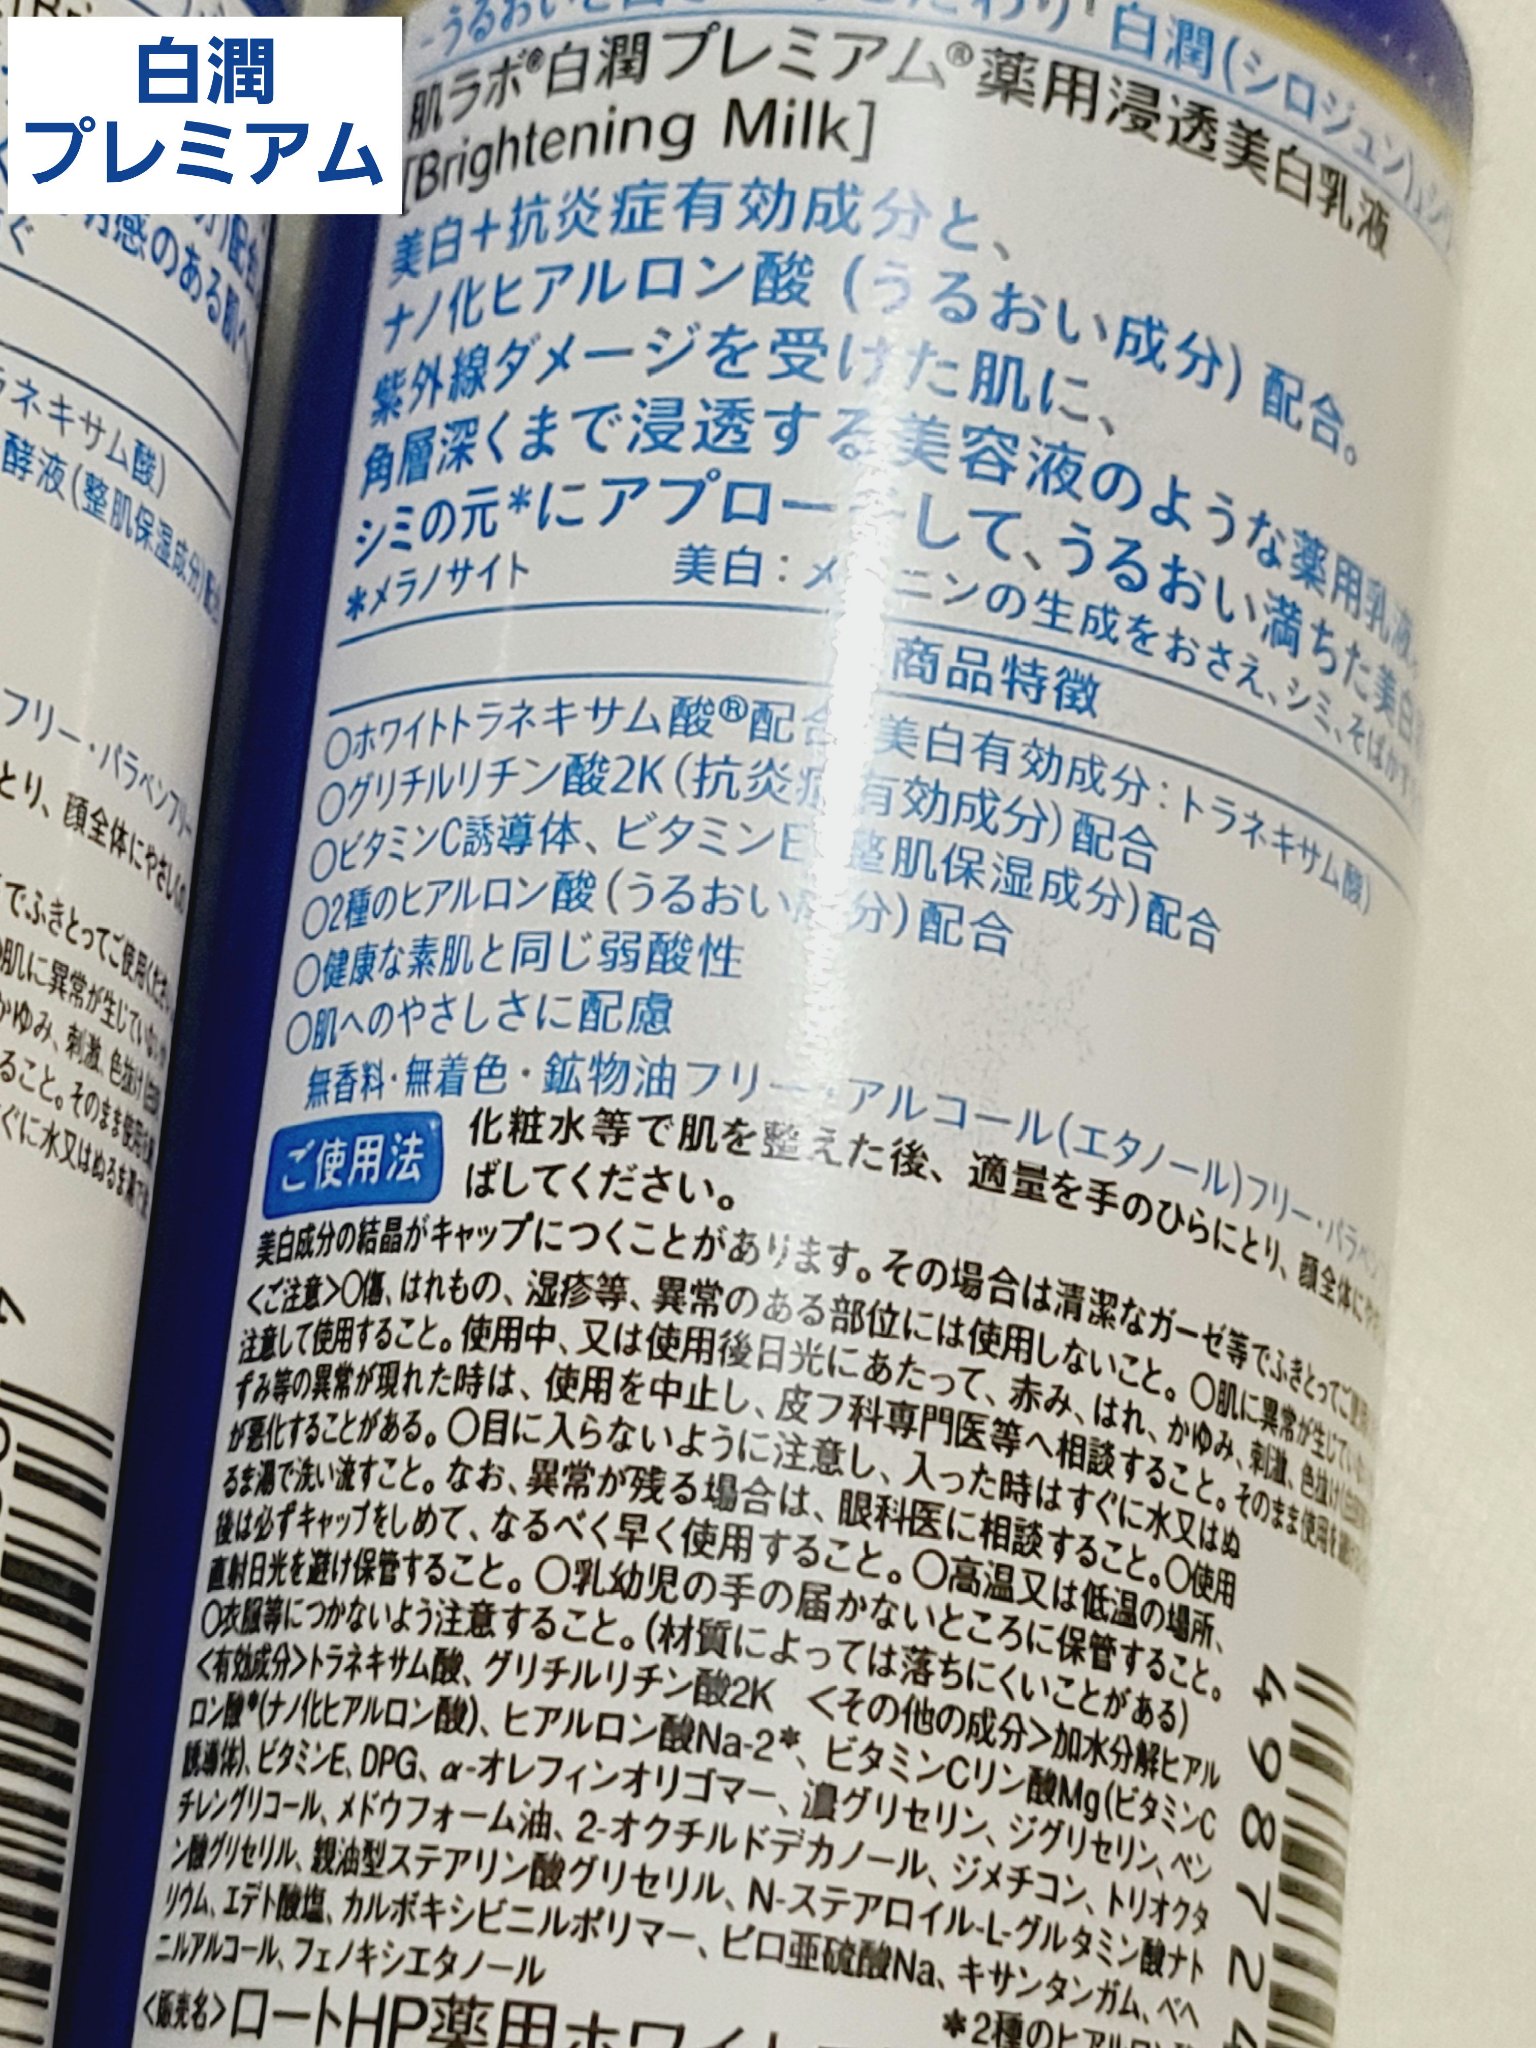 白潤
プレミアム
白潤(シロジュン)
肌ラボ®白潤プレミアム®薬用浸透美白乳液
[Brightening Milk]
美白+抗炎症有効成分と、
ナノ化ヒアルロン酸(うるおい成分)配合。
紫外線ダメージを受けた肌に、
角層深くまで浸透する美容液のような薬用乳液
シミの元*にアプローチして、うるおい満ちた美白
*メラノサイト 美白:メラニンの生成をおさえ、シミ、そばかす
商品特徴
○ホワイトトラネキサム酸®配合(美白有効成分:トラネキサム酸)
○グリチルリチン酸2K(抗炎症有効成分)配合
○ビタミンC誘導体、ビタミンE(整肌保湿成分)配合
○2種のヒアルロン酸(うるおい成分)配合
○健康な素肌と同じ弱酸性
○肌へのやさしさに配慮
無香料・無着色・鉱物油フリー・アルコール(エタノール)フリー・パラベン
ご使用法
化粧水等で肌を整えた後、適量を手のひらにとり、顔全体にや
ばしてください。
美白成分の結晶がキャップにつくことがあります。その場合は清潔なガーゼ等でふきとってご使用
<ご注意>○傷、はれもの、湿疹等、異常のある部位には使用しないこと。○肌に異常が生じていないか
注意して使用すること。使用中、又は使用後日光にあたって、赤み、はれ、かゆみ、刺激、色抜け(白斑
ずみ等の異常が現れた時は、使用を中止し、皮フ科専門医等へ相談すること。そのまま使用を続
が悪化することがある。○目に入らないように注意し、入った時はすぐに水又はぬ
るま湯で洗い流すこと。なお、異常が残る場合は、眼科医に相談すること。○使用
後は必ずキャップをしめて、なるべく早く使用すること。○高温又は低温の場所、
直射日光を避け保管すること。○乳幼児の手の届かないところに保管すること。
○衣服等につかないよう注意すること。(材質によっては落ちにくいことがある)
<有効成分>トラネキサム酸、グリチルリチン酸2K <その他の成分>加水分解ヒアル
ロン酸*(ナノ化ヒアルロン酸)、ヒアルロン酸Na-2*、ビタミンCリン酸Mg(ビタミンC
誘導体)、ビタミンE、DPG、α-オレフィンオリゴマー、濃グリセリン、ジグリセリン、ペン
チレングリコール、メドウフォーム油、2-オクチルドデカノール、ジメチコン、トリオクタ
ン酸グリセリル、親油型ステアリン酸グリセリル、N-ステアロイル-L-グルタミン酸ナト
リウム、エデト酸塩、カルボキシビニルポリマー、ピロ亜硫酸Na、キサンタンガム、ベヘ
ニルアルコール、フェノキシエタノール
*2種のヒアルロン
<販売名>ロートHP薬用ホワイト
498724